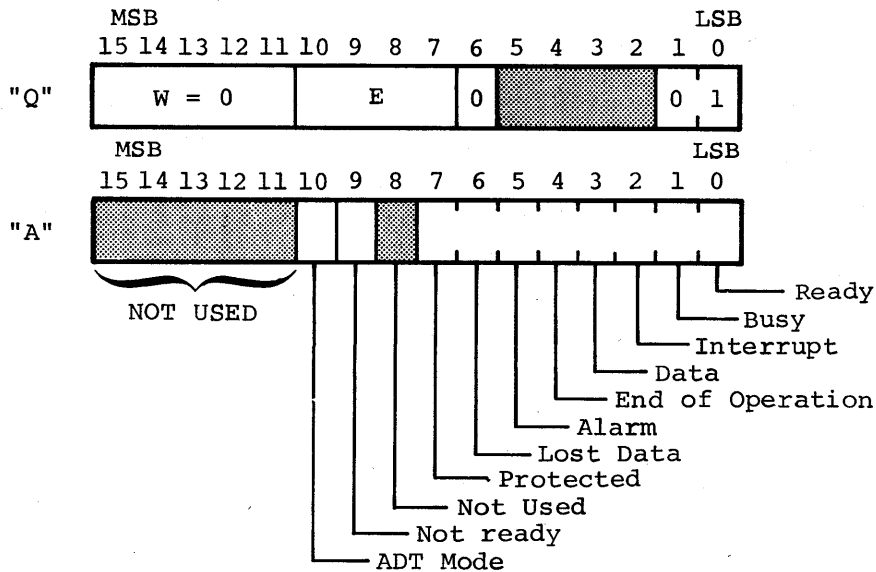 MSB LSB
15 14 13 12 11 10 9 8 7 6 5 4 3 2 1 0
"Q" W = 0 E 0 0 1
MSB LSB
15 14 13 12 11 10 9 8 7 6 5 4 3 2 1 0
"A"
NOT USED
Ready
Busy
Interrupt
Data
End of Operation
Alarm
Lost Data
Protected
Not Used
Not ready
ADT Mode